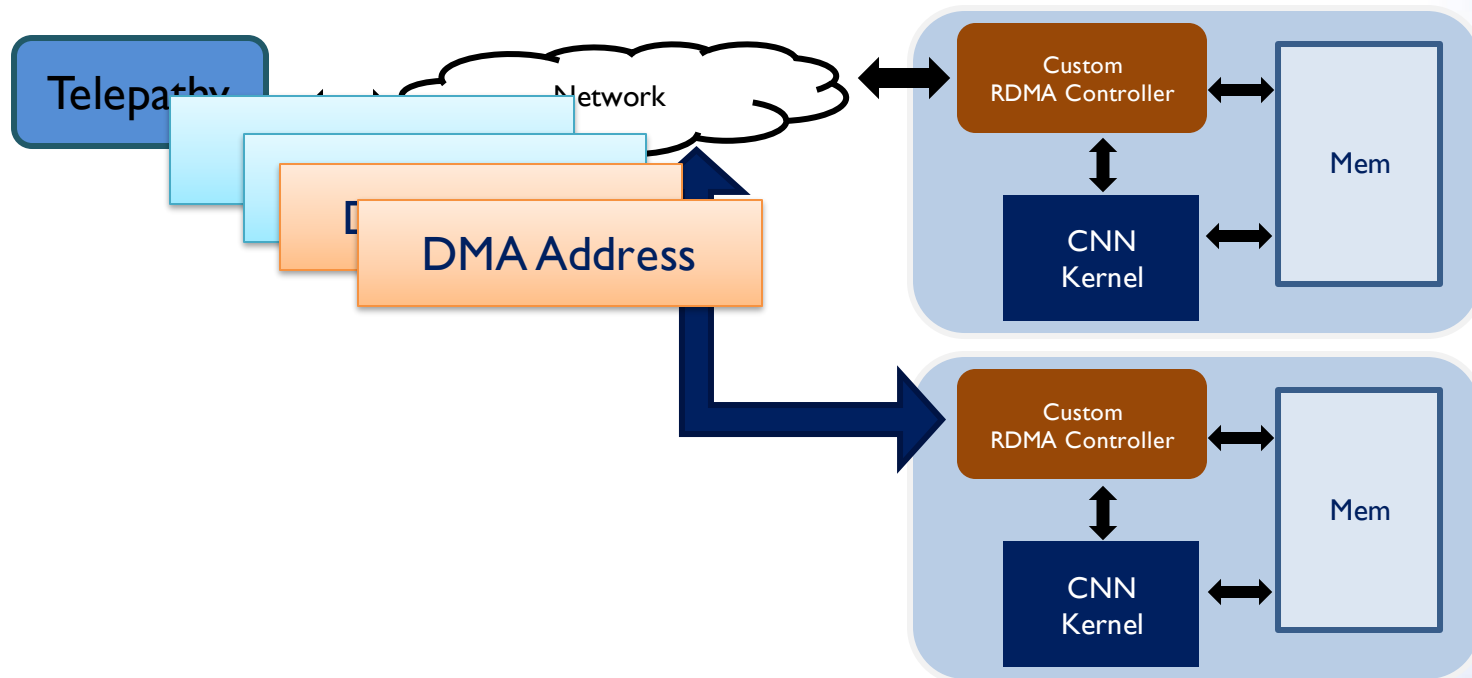 Telepathy
Network
DMA Address
Custom
RDMA Controller
Mem
CNN
Kernel
Custom
RDMA Controller
Mem
CNN
Kernel